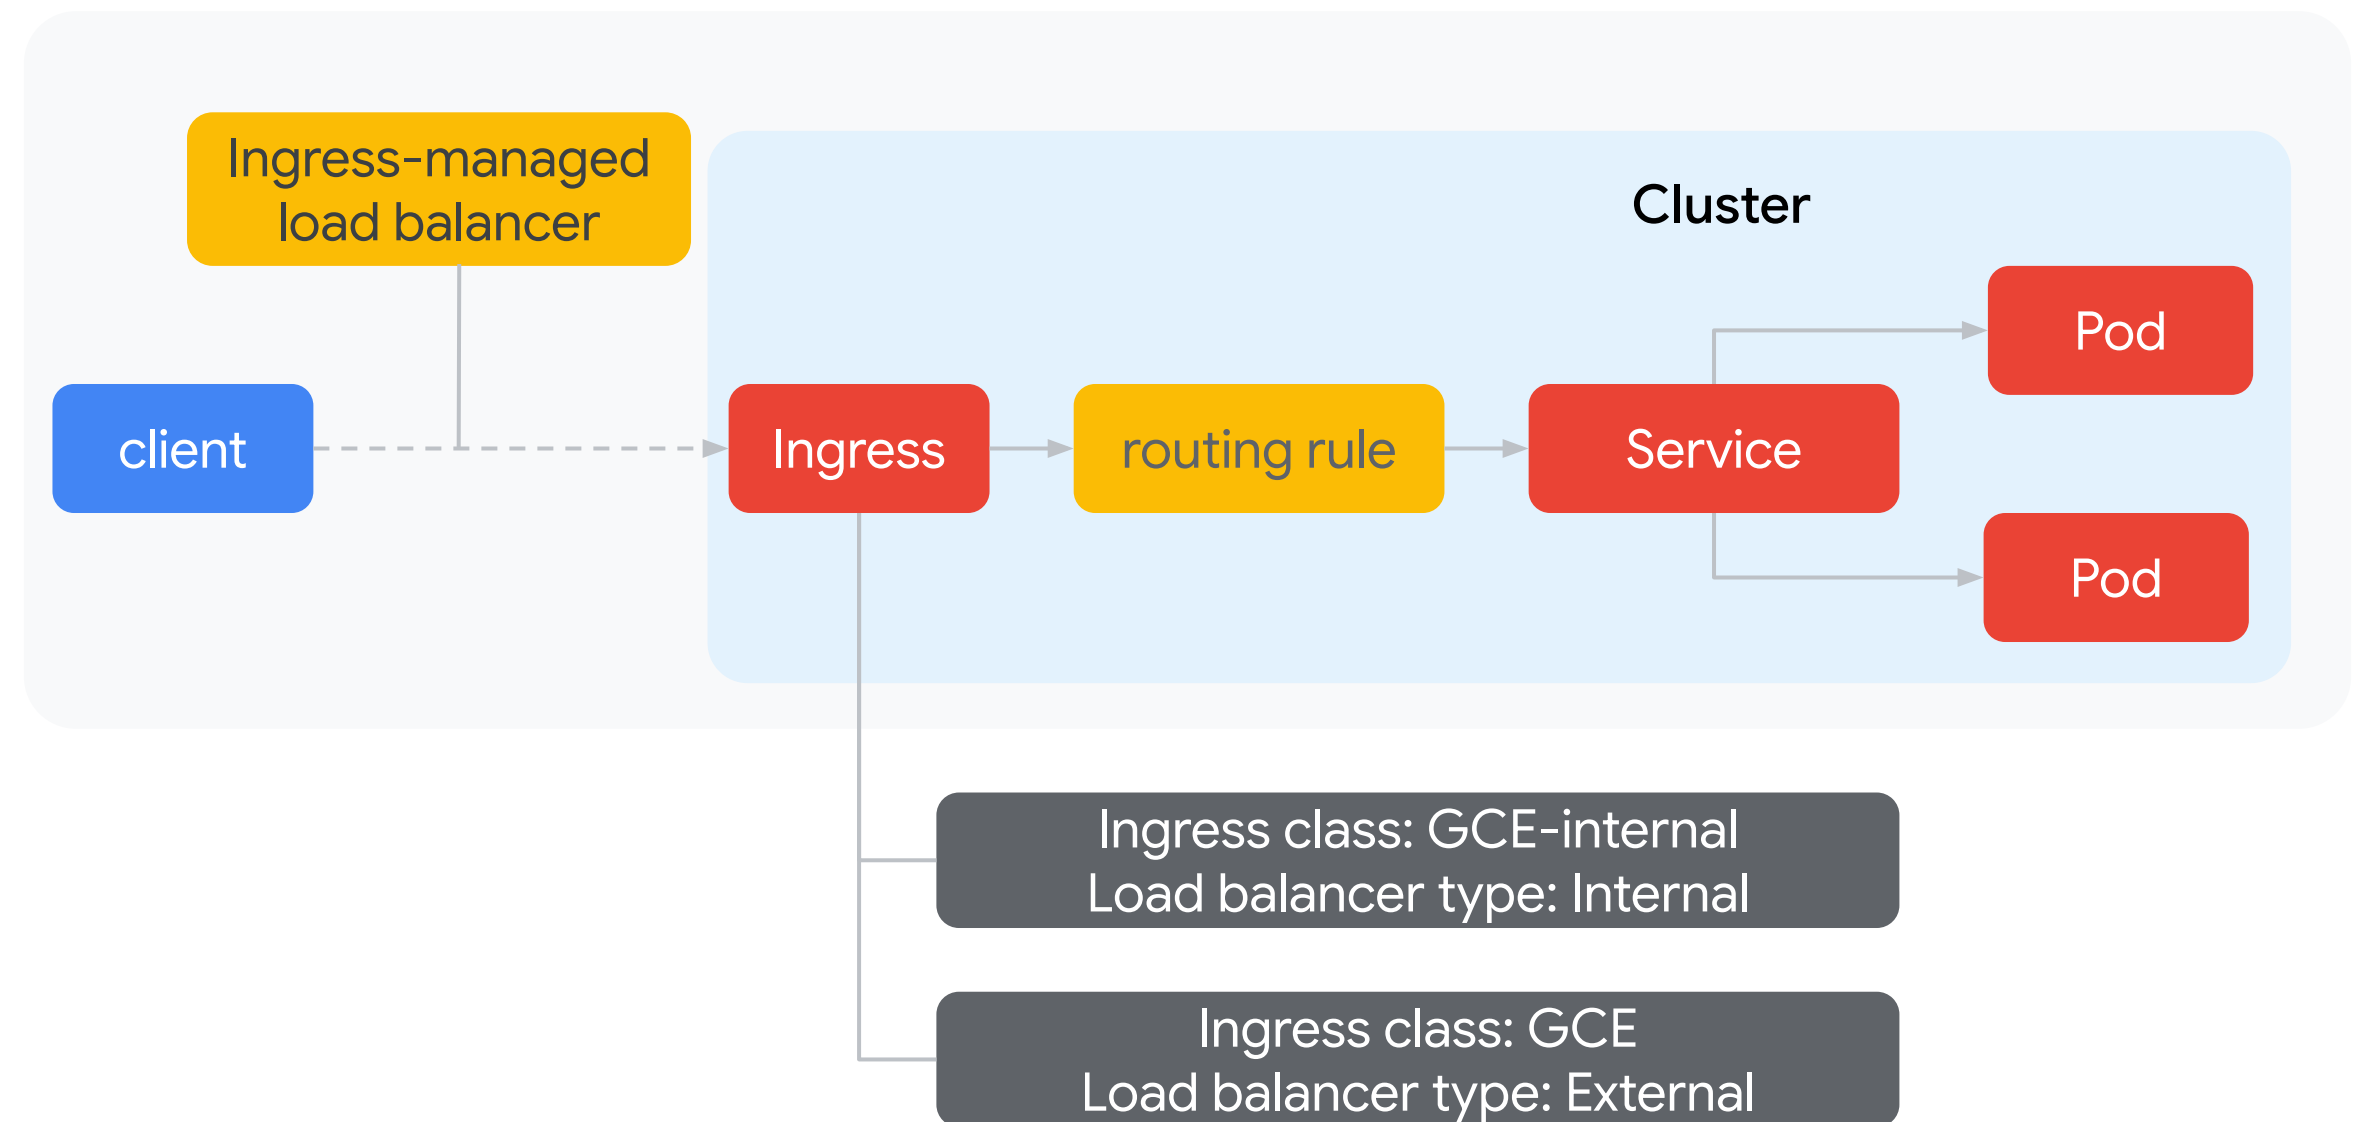 Ingress-managed
load balancer
Cluster
client
Ingress
routing rule
Service
Pod
Pod
Ingress class: GCE-internal
Load balancer type: Internal
Ingress class: GCE
Load balancer type: External